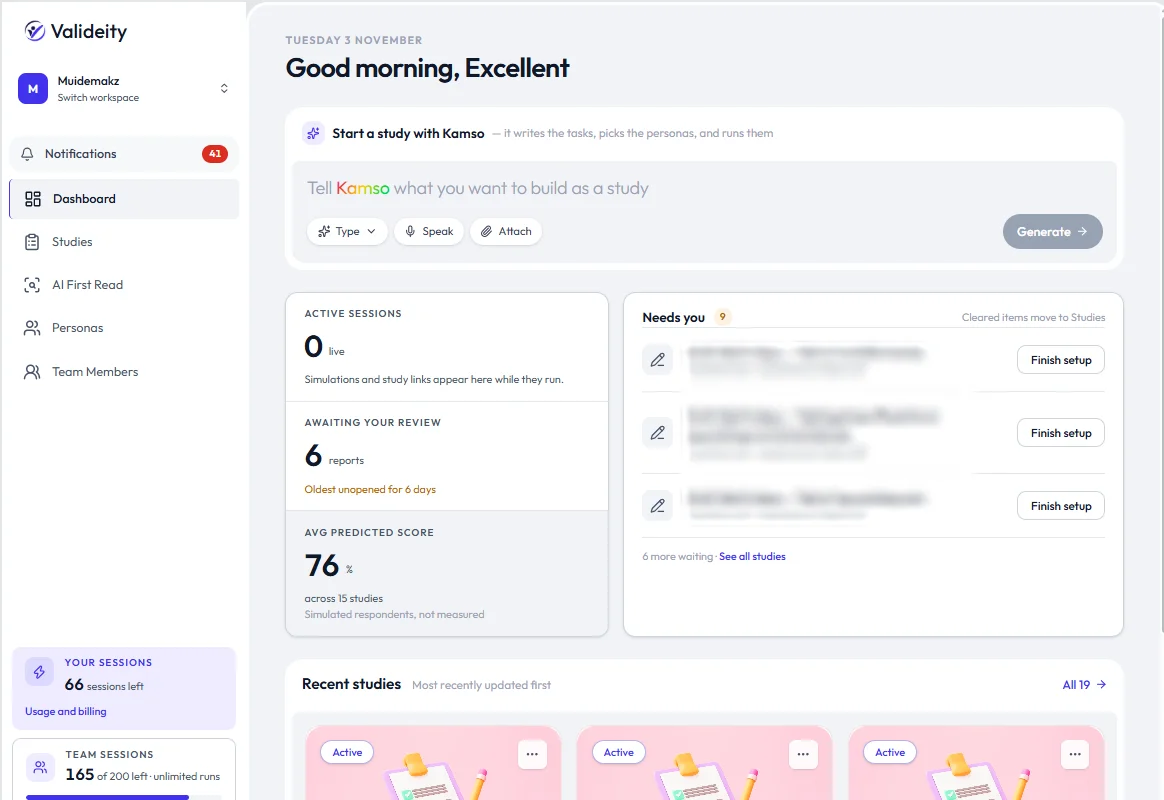 Valideity
M
Muidemakz
Switch workspace
Notifications
41
Dashboard
Studies
AI First Read
Personas
Team Members
YOUR SESSIONS
66 sessions left
Usage and billing
TEAM SESSIONS
165 of 200 left · unlimited runs
TUESDAY 3 NOVEMBER
Good morning, Excellent
Start a study with Kamso — it writes the tasks, picks the personas, and runs them
Tell Kamso what you want to build as a study
Type
Speak
Attach
Generate →
ACTIVE SESSIONS
0 live
Simulations and study links appear here while they run.
AWAITING YOUR REVIEW
6 reports
Oldest unopened for 6 days
AVG PREDICTED SCORE
76 %
across 15 studies
Simulated respondents, not measured
Needs you 9
Cleared items move to Studies
Finish setup
Finish setup
Finish setup
6 more waiting · See all studies
Recent studies Most recently updated first
All 19 →
Active
Active
Active